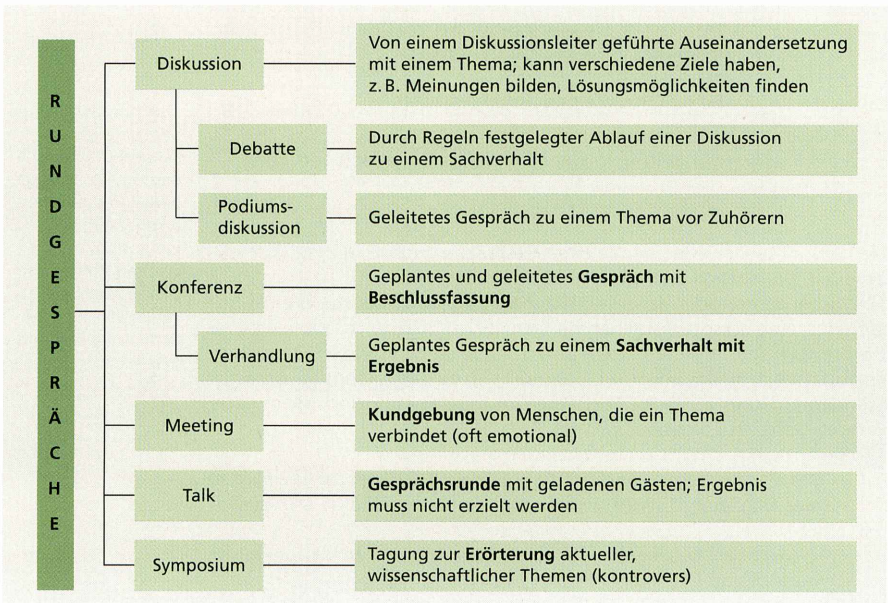 RUNDGESPRÄCHE
Diskussion
Von einem Diskussionsleiter geführte Auseinandersetzung
mit einem Thema; kann verschiedene Ziele haben,
z. B. Meinungen bilden, Lösungsmöglichkeiten finden
Debatte
Durch Regeln festgelegter Ablauf einer Diskussion
zu einem Sachverhalt
Podiums-
diskussion
Geleitetes Gespräch zu einem Thema vor Zuhörern
Konferenz
Geplantes und geleitetes Gespräch mit
Beschlussfassung
Verhandlung
Geplantes Gespräch zu einem Sachverhalt mit
Ergebnis
Meeting
Kundgebung von Menschen, die ein Thema
verbindet (oft emotional)
Talk
Gesprächsrunde mit geladenen Gästen; Ergebnis
muss nicht erzielt werden
Symposium
Tagung zur Erörterung aktueller,
wissenschaftlicher Themen (kontrovers)